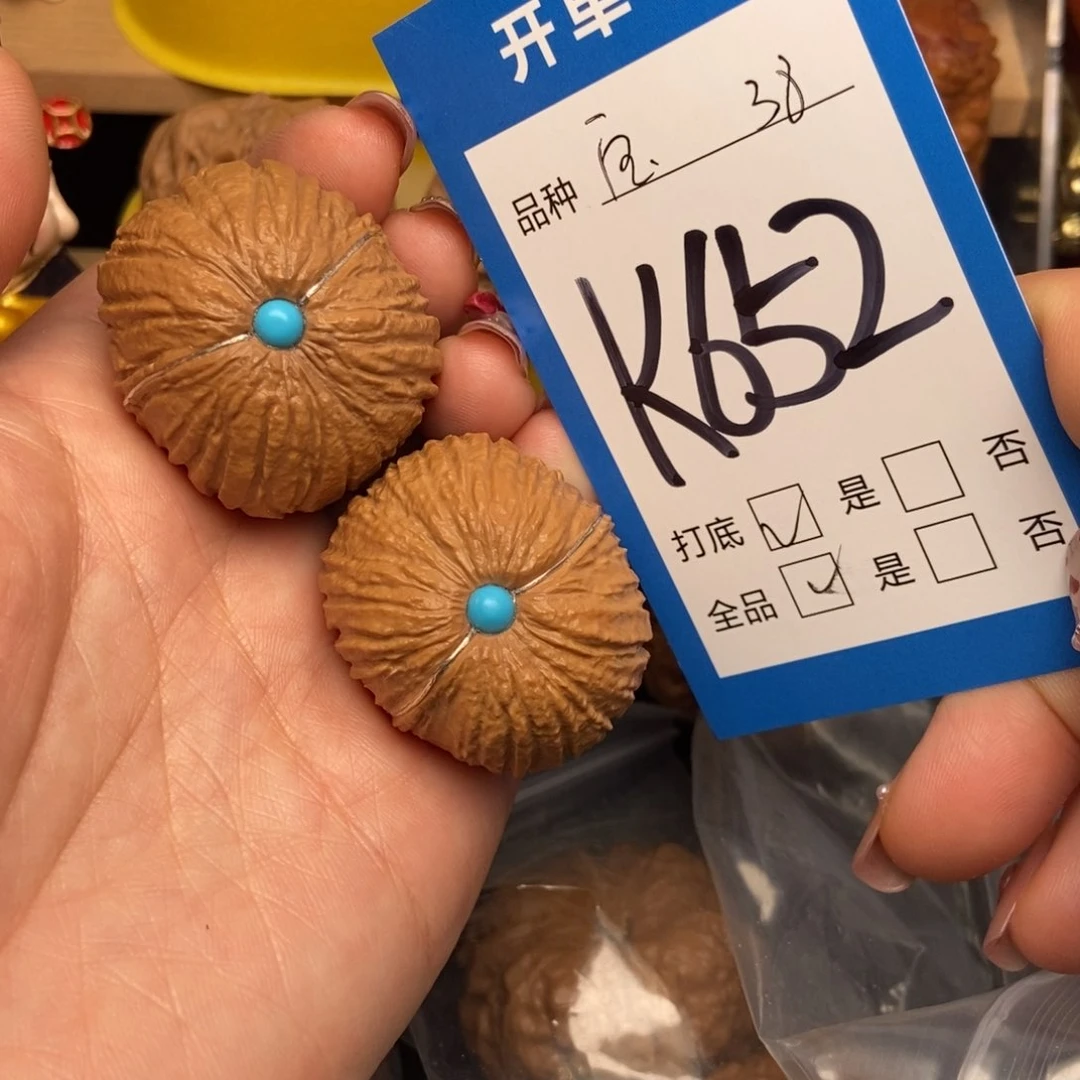 开单
品种 38
K652
打底 ☑ 是 □ 否
全品 ☑ 是 □ 否